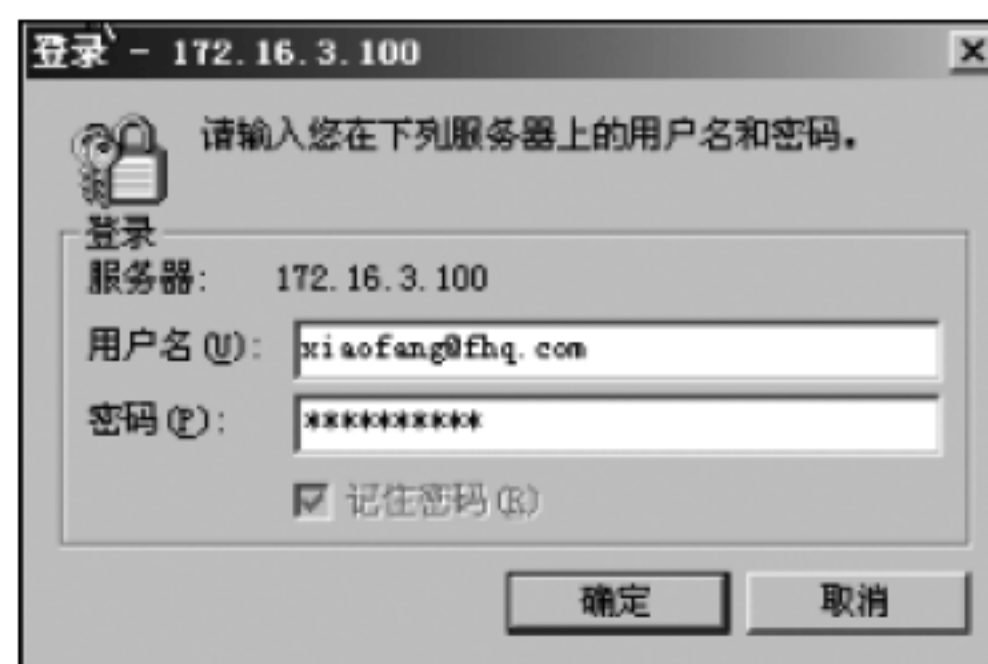 登录 - 172.16.3.100
请输入您在下列服务器上的用户名和密码。
登录
服务器: 172.16.3.100
用户名(U): xiaofang@fhq.com
密码(P): **********
记住密码(R)
确定 取消